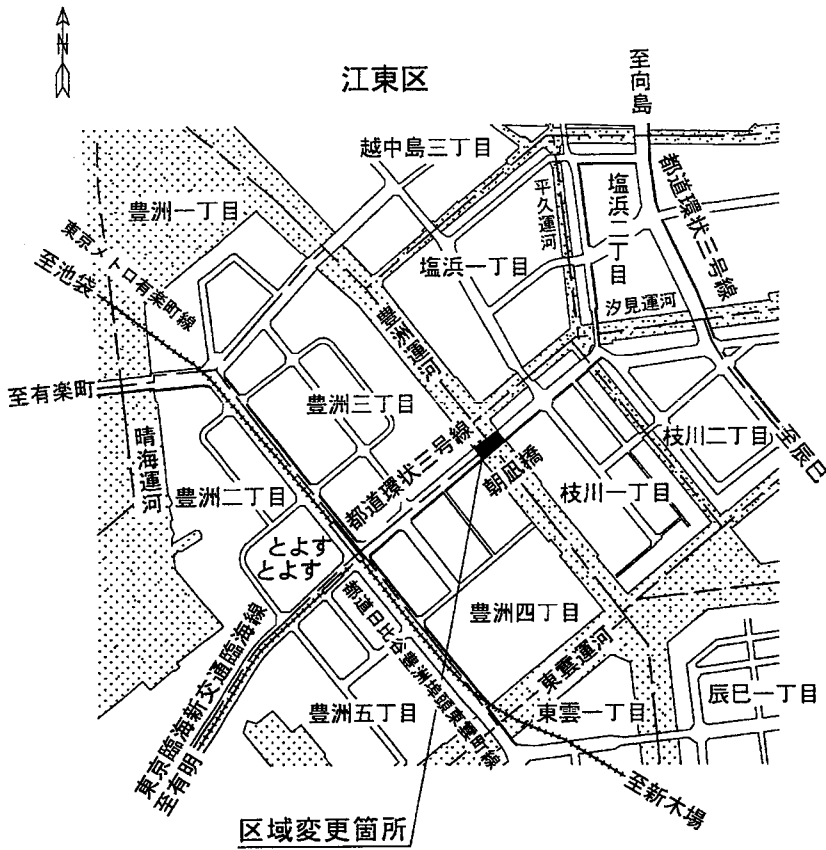 N
江東区
至向島
越中島三丁目
都道環状三号線
塩浜二丁目
平久運河
豊洲一丁目
東京メトロ有楽町線
至池袋
塩浜一丁目
汐見運河
豊洲運河
至有楽町
豊洲三丁目
都道環状三号線
枝川二丁目
至辰巳
晴海運河
朝凪橋
豊洲二丁目
枝川一丁目
とよす
とよす
豊洲四丁目
都道日比谷豊洲埠頭東雲町線
東雲運河
辰巳一丁目
東京臨海新交通臨海線
至有明
豊洲五丁目
東雲一丁目
至新木場
区域変更箇所